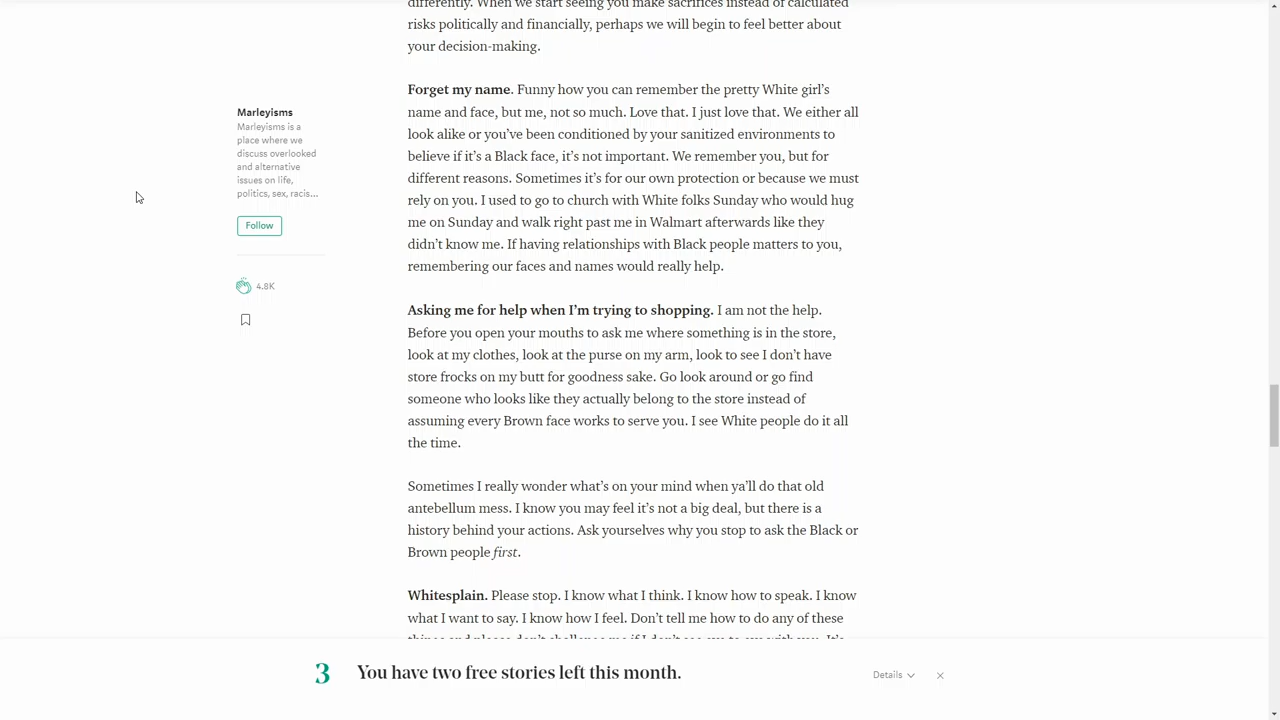 differently. When we start seeing you make sacrifices instead of calculated
risks politically and financially, perhaps we will begin to feel better about
your decision-making.
Forget my name. Funny how you can remember the pretty White girl's
name and face, but me, not so much. Love that. I just love that. We either all
look alike or you've been conditioned by your sanitized environments to
believe if it's a Black face, it's not important. We remember you, but for
different reasons. Sometimes it's for our own protection or because we must
rely on you. I used to go to church with White folks Sunday who would hug
me on Sunday and walk right past me in Walmart afterwards like they
didn't know me. If having relationships with Black people matters to you,
remembering our faces and names would really help.
Asking me for help when I'm trying to shopping. I am not the help.
Before you open your mouths to ask me where something is in the store,
look at my clothes, look at the purse on my arm, look to see I don't have
store frocks on my butt for goodness sake. Go look around or go find
someone who looks like they actually belong to the store instead of
assuming every Brown face works to serve you. I see White people do it all
the time.
Sometimes I really wonder what's on your mind when ya'll do that old
antebellum mess. I know you may feel it's not a big deal, but there is a
history behind your actions. Ask yourselves why you stop to ask the Black or
Brown people first.
Whitesplain. Please stop. I know what I think. I know how to speak. I know
what I want to say. I know how I feel. Don't tell me how to do any of these
Marleyisms
Marleyisms is a
place where we
discuss overlooked
and alternative
issues on life,
politics, sex, racis...
Follow
4.8K
3 You have two free stories left this month.
Details